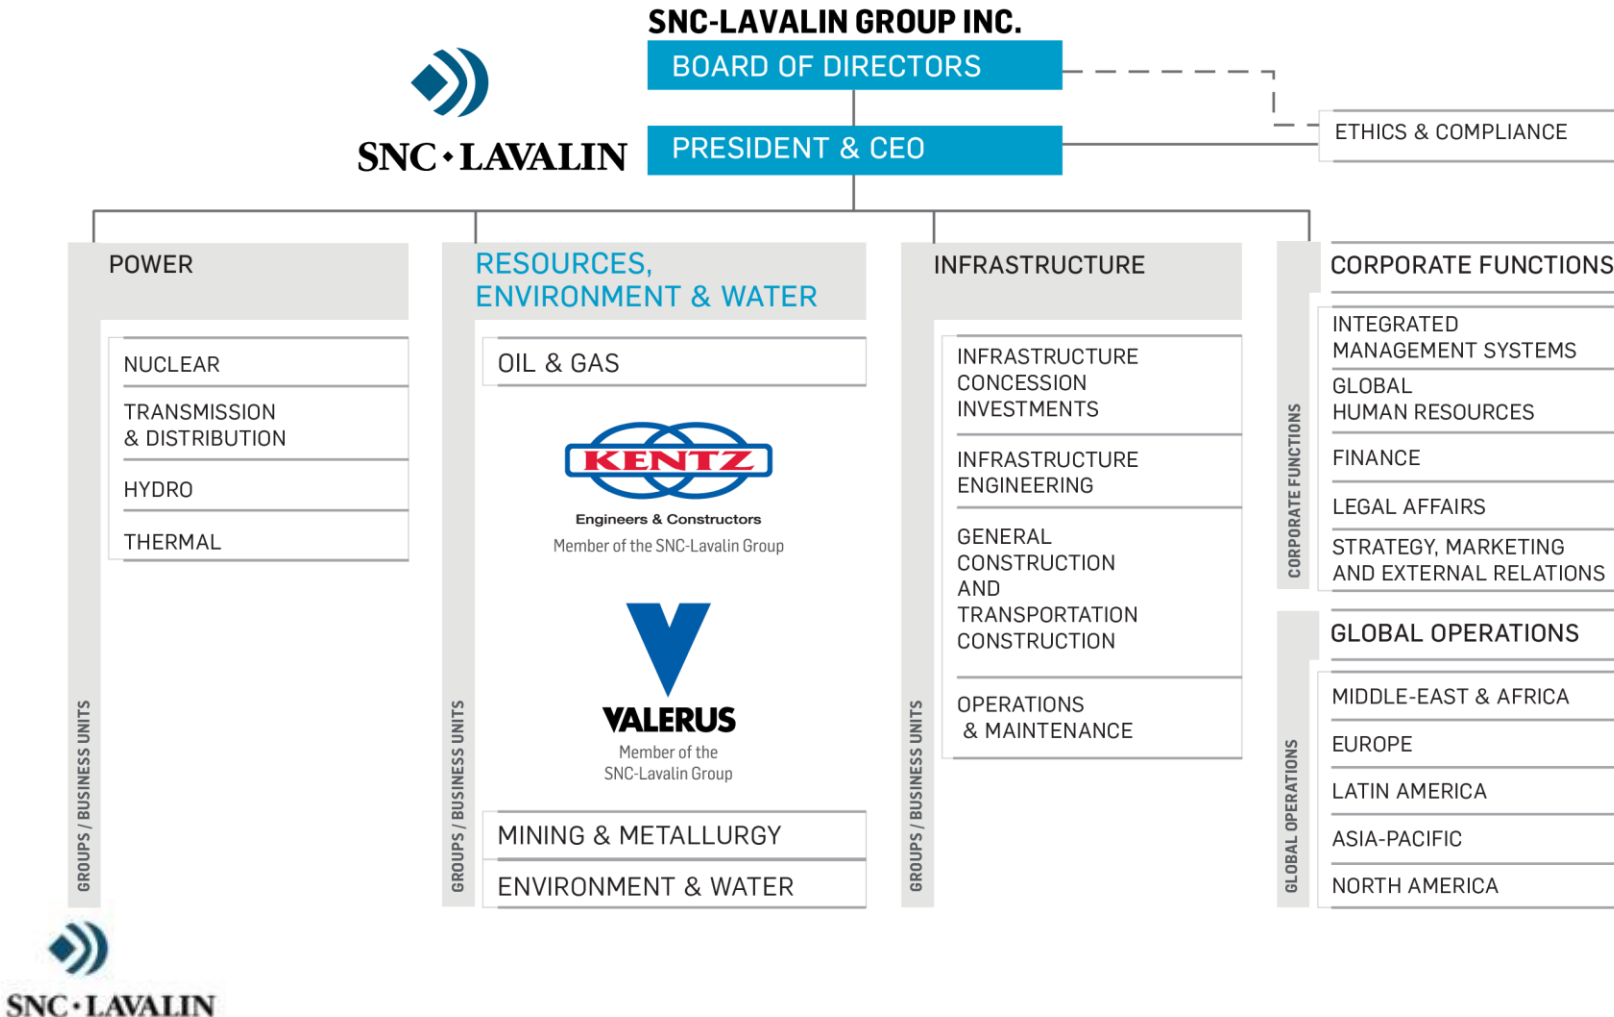 SNC-LAVALIN GROUP INC.
BOARD OF DIRECTORS
SNC·LAVALIN
PRESIDENT & CEO
ETHICS & COMPLIANCE
POWER
NUCLEAR
TRANSMISSION
& DISTRIBUTION
HYDRO
THERMAL
GROUPS / BUSINESS UNITS
RESOURCES,
ENVIRONMENT & WATER
OIL & GAS
KENTZ
Engineers & Constructors
Member of the SNC-Lavalin Group
VALERUS
Member of the
SNC-Lavalin Group
MINING & METALLURGY
ENVIRONMENT & WATER
GROUPS / BUSINESS UNITS
INFRASTRUCTURE
INFRASTRUCTURE
CONCESSION
INVESTMENTS
INFRASTRUCTURE
ENGINEERING
GENERAL
CONSTRUCTION
AND
TRANSPORTATION
CONSTRUCTION
OPERATIONS
& MAINTENANCE
GROUPS / BUSINESS UNITS
CORPORATE FUNCTIONS
INTEGRATED
MANAGEMENT SYSTEMS
GLOBAL
HUMAN RESOURCES
FINANCE
LEGAL AFFAIRS
STRATEGY, MARKETING
AND EXTERNAL RELATIONS
CORPORATE FUNCTIONS
GLOBAL OPERATIONS
MIDDLE-EAST & AFRICA
EUROPE
LATIN AMERICA
ASIA-PACIFIC
NORTH AMERICA
GLOBAL OPERATIONS
SNC·LAVALIN